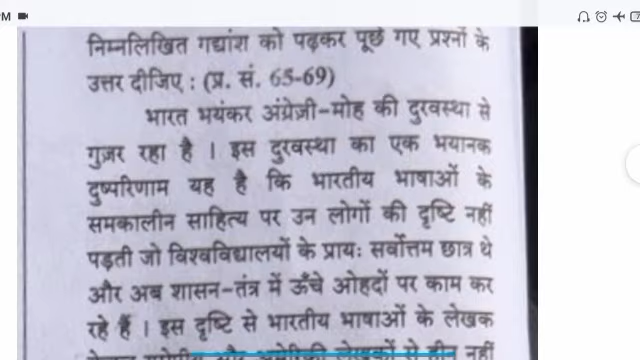 PM
निम्नलिखित गद्यांश को पढ़कर पूछे गए प्रश्नों के
उत्तर दीजिए : (प्र. सं. 65-69)
भारत भयंकर अंग्रेज़ी-मोह की दुरवस्था से
गुज़र रहा है । इस दुरवस्था का एक भयानक
दुष्परिणाम यह है कि भारतीय भाषाओं के
समकालीन साहित्य पर उन लोगों की दृष्टि नहीं
पड़ती जो विश्वविद्यालयों के प्रायः सर्वोत्तम छात्र थे
और अब शासन-तंत्र में ऊँचे ओहदों पर काम कर
रहे हैं । इस दृष्टि से भारतीय भाषाओं के लेखक
नहीं